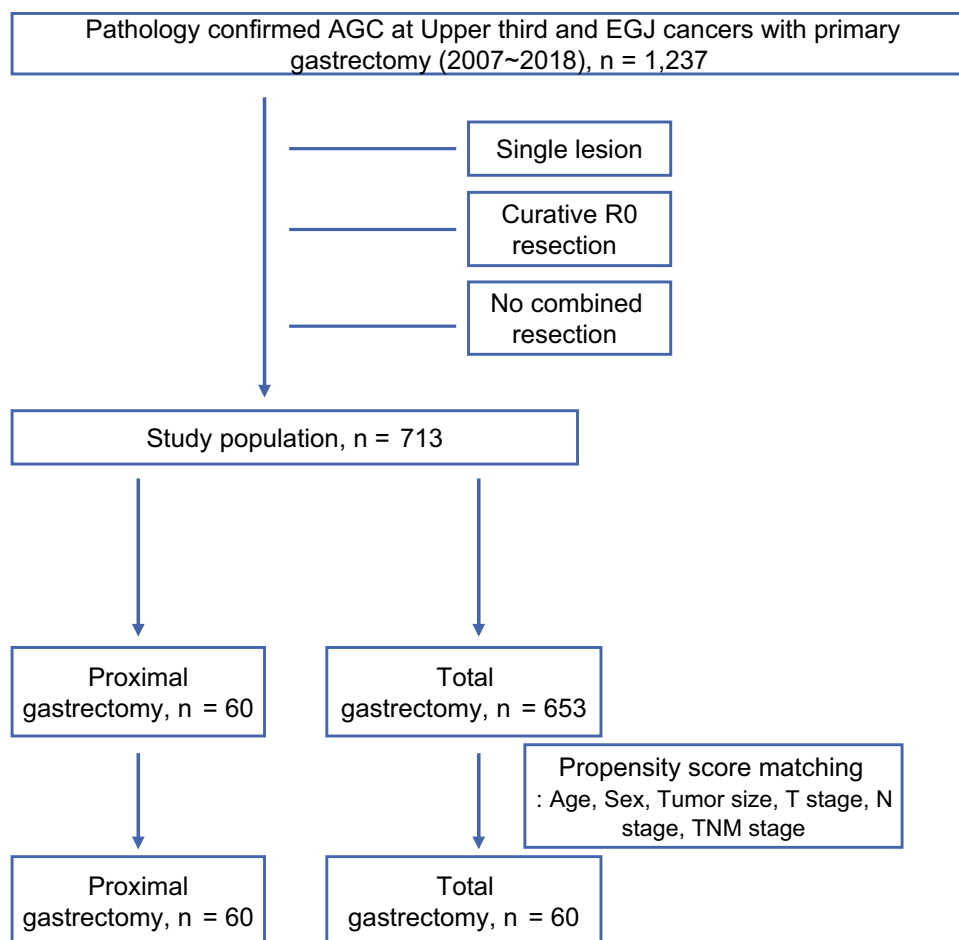 Pathology confirmed AGC at Upper third and EGJ cancers with primary
gastrectomy (2007~2018), n = 1,237
Single lesion
Curative R0
resection
No combined
resection
Study population, n = 713
Proximal
gastrectomy, n = 60
Total
gastrectomy, n = 653
Propensity score matching
: Age, Sex, Tumor size, T stage, N
stage, TNM stage
Proximal
gastrectomy, n = 60
Total
gastrectomy, n = 60